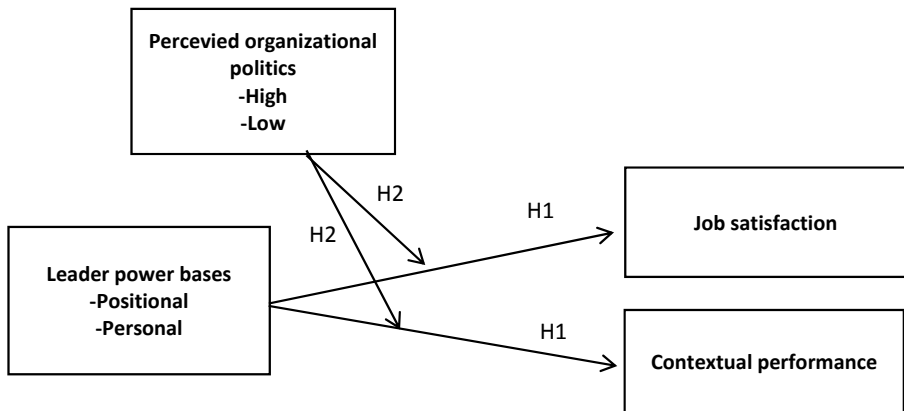 Percevied organizational
politics
-High
-Low
H2
H2
H1
Job satisfaction
Leader power bases
-Positional
-Personal
H1
Contextual performance